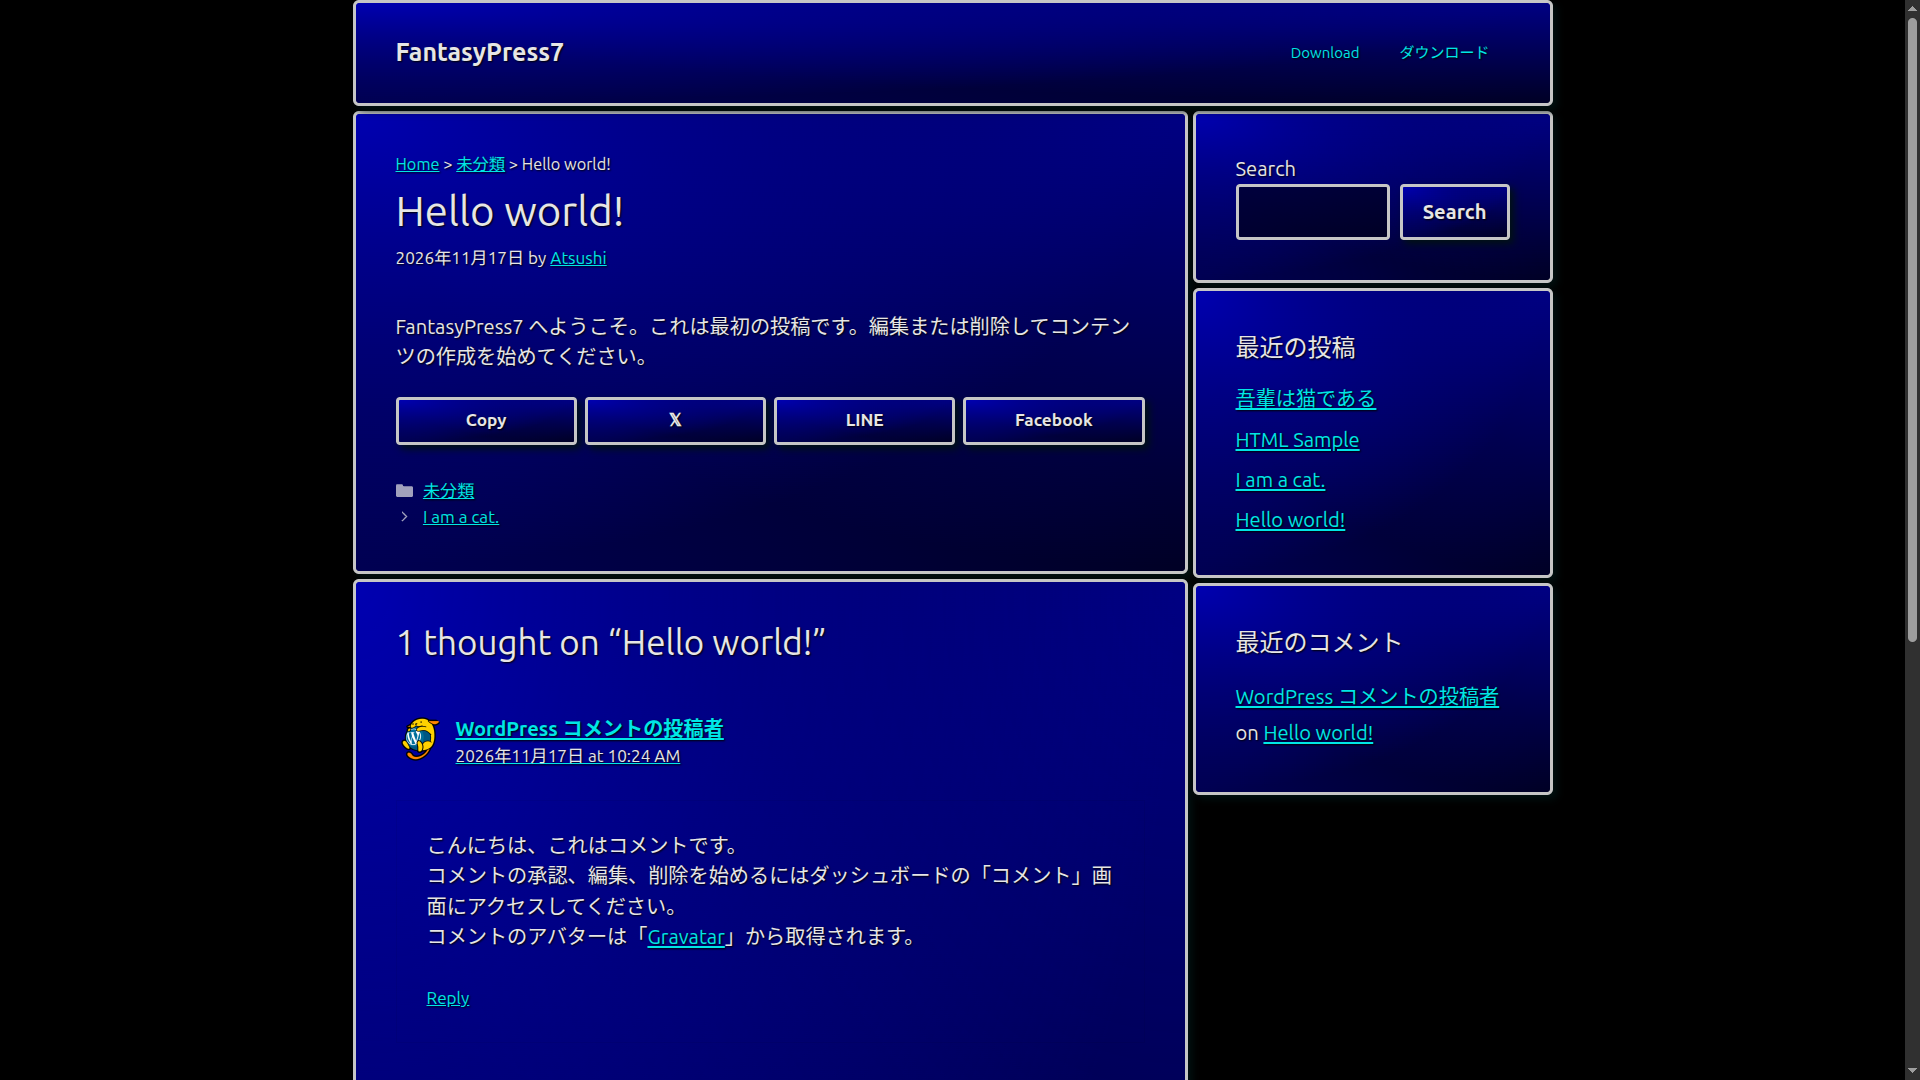 FantasyPress7
Download
ダウンロード
Home > 未分類 > Hello world!
Hello world!
2026年11月17日 by Atsushi
FantasyPress7 へようこそ。これは最初の投稿です。編集または削除してコンテン
ツの作成を始めてください。
Copy
𝕏
LINE
Facebook
未分類
I am a cat.
1 thought on “Hello world!”
WordPress コメントの投稿者
2026年11月17日 at 10:24 AM
こんにちは、これはコメントです。
コメントの承認、編集、削除を始めるにはダッシュボードの「コメント」画
面にアクセスしてください。
コメントのアバターは「Gravatar」から取得されます。
Reply
Search
Search
最近の投稿
吾輩は猫である
HTML Sample
I am a cat.
Hello world!
最近のコメント
WordPress コメントの投稿者
on Hello world!